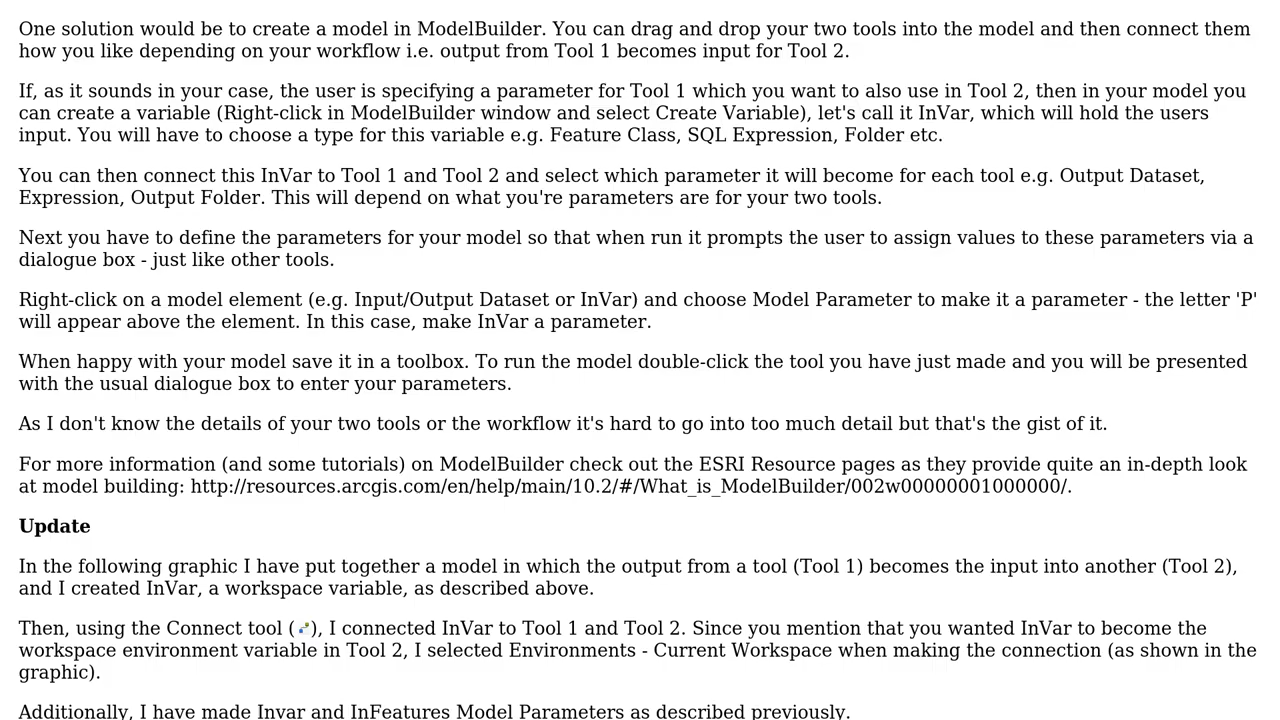 One solution would be to create a model in ModelBuilder. You can drag and drop your two tools into the model and then connect them
how you like depending on your workflow i.e. output from Tool 1 becomes input for Tool 2.
If, as it sounds in your case, the user is specifying a parameter for Tool 1 which you want to also use in Tool 2, then in your model you
can create a variable (Right-click in ModelBuilder window and select Create Variable), let's call it InVar, which will hold the users
input. You will have to choose a type for this variable e.g. Feature Class, SQL Expression, Folder etc.
You can then connect this InVar to Tool 1 and Tool 2 and select which parameter it will become for each tool e.g. Output Dataset,
Expression, Output Folder. This will depend on what you're parameters are for your two tools.
Next you have to define the parameters for your model so that when run it prompts the user to assign values to these parameters via a
dialogue box - just like other tools.
Right-click on a model element (e.g. Input/Output Dataset or InVar) and choose Model Parameter to make it a parameter - the letter 'P'
will appear above the element. In this case, make InVar a parameter.
When happy with your model save it in a toolbox. To run the model double-click the tool you have just made and you will be presented
with the usual dialogue box to enter your parameters.
As I don't know the details of your two tools or the workflow it's hard to go into too much detail but that's the gist of it.
For more information (and some tutorials) on ModelBuilder check out the ESRI Resource pages as they provide quite an in-depth look
at model building: http://resources.arcgis.com/en/help/main/10.2/#/What_is_ModelBuilder/002w00000001000000/.
Update
In the following graphic I have put together a model in which the output from a tool (Tool 1) becomes the input into another (Tool 2),
and I created InVar, a workspace variable, as described above.
Then, using the Connect tool (), I connected InVar to Tool 1 and Tool 2. Since you mention that you wanted InVar to become the
workspace environment variable in Tool 2, I selected Environments - Current Workspace when making the connection (as shown in the
graphic).
Additionally, I have made Invar and InFeatures Model Parameters as described previously.